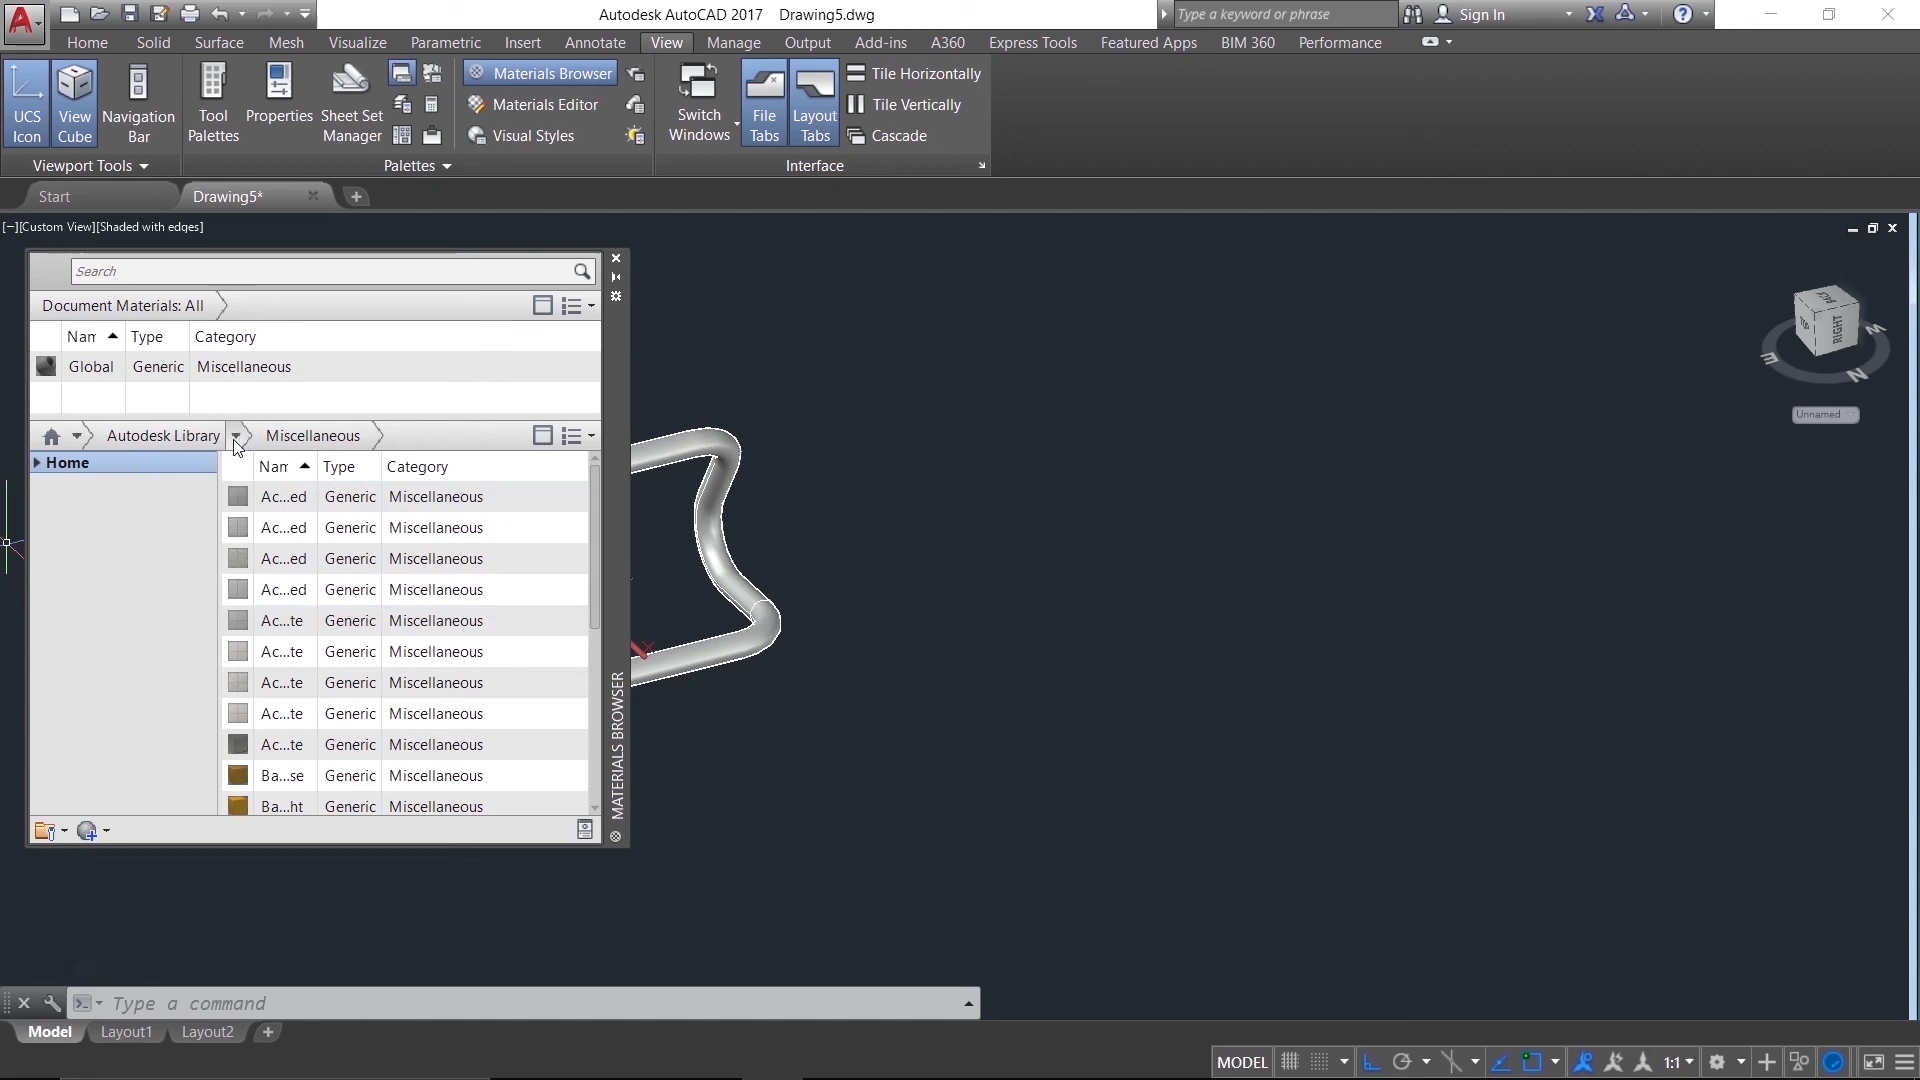 Autodesk AutoCAD 2017 Drawing5.dwg
Type a keyword or phrase
Sign In
Home Solid Surface Mesh Visualize Parametric Insert Annotate View Manage Output Add-ins A360 Express Tools Featured Apps BIM 360 Performance
UCS Icon
View Cube
Navigation Bar
Tool Palettes
Properties
Sheet Set Manager
Materials Browser
Materials Editor
Visual Styles
Switch Windows
File Tabs
Layout Tabs
Tile Horizontally
Tile Vertically
Cascade
Viewport Tools
Palettes
Interface
Start
Drawing5*
[−][Custom View][Shaded with edges]
Search
Document Materials: All
Nam Type Category
Global Generic Miscellaneous
Autodesk Library Miscellaneous
Home
Nam Type Category
Ac...ed Generic Miscellaneous
Ac...ed Generic Miscellaneous
Ac...ed Generic Miscellaneous
Ac...ed Generic Miscellaneous
Ac...te Generic Miscellaneous
Ac...te Generic Miscellaneous
Ac...te Generic Miscellaneous
Ac...te Generic Miscellaneous
Ac...te Generic Miscellaneous
Ba...se Generic Miscellaneous
Ba...ht Generic Miscellaneous
MATERIALS BROWSER
TOP
RIGHT
E
N
Unnamed
Type a command
Model Layout1 Layout2
MODEL
1:1